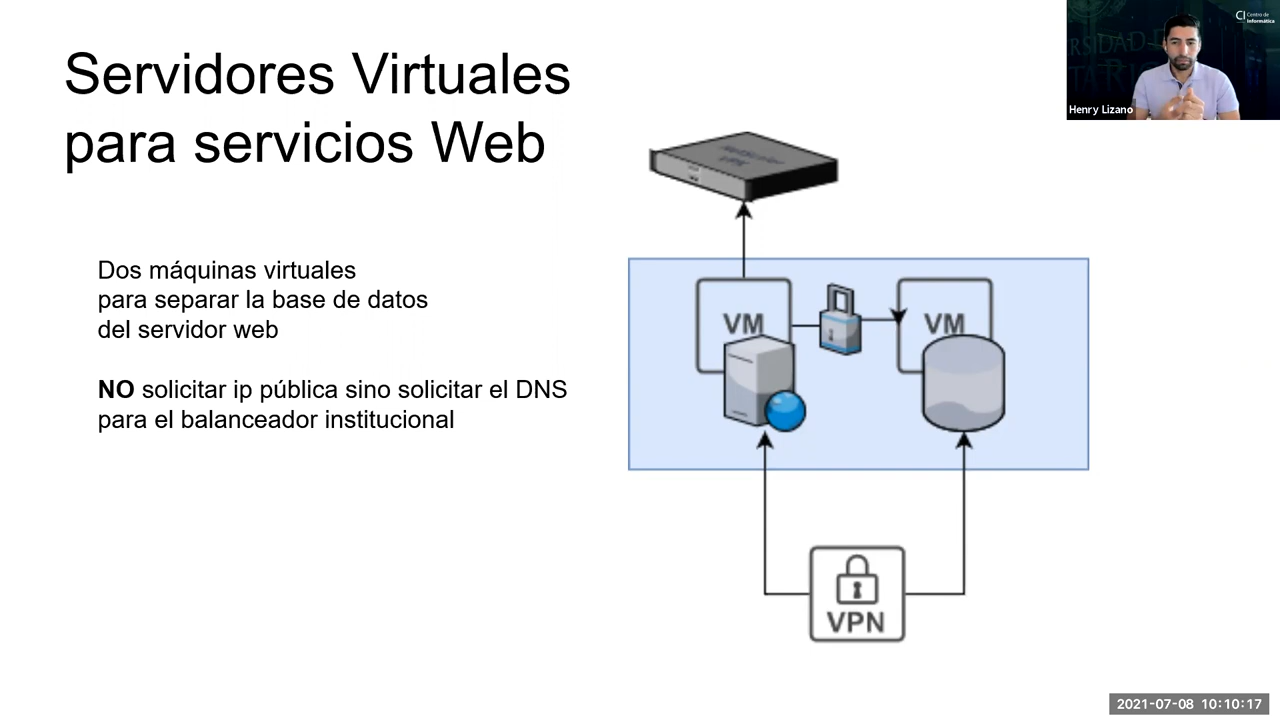 Servidores Virtuales
para servicios Web
CI Centro de
Informática
Henry Lizano
VPX
Dos máquinas virtuales
para separar la base de datos
del servidor web
VM
VM
NO solicitar ip pública sino solicitar el DNS
para el balanceador institucional
VPN
2021-07-08 10:10:17